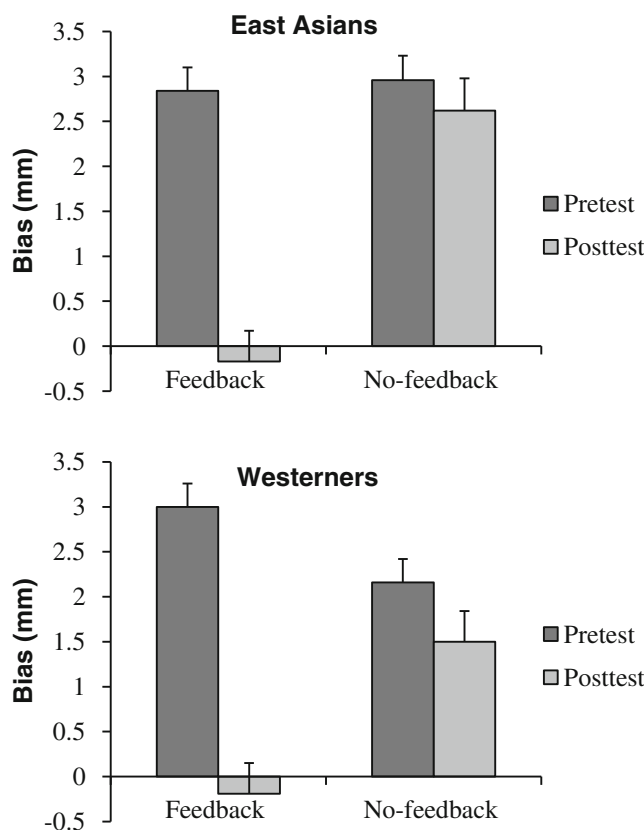 East Asians
3.5
3
2.5
2
1.5
1
0.5
0
-0.5
Bias (mm)
Feedback
No-feedback
Pretest
Posttest
Westerners
3.5
3
2.5
2
1.5
1
0.5
0
-0.5
Bias (mm)
Feedback
No-feedback
Pretest
Posttest